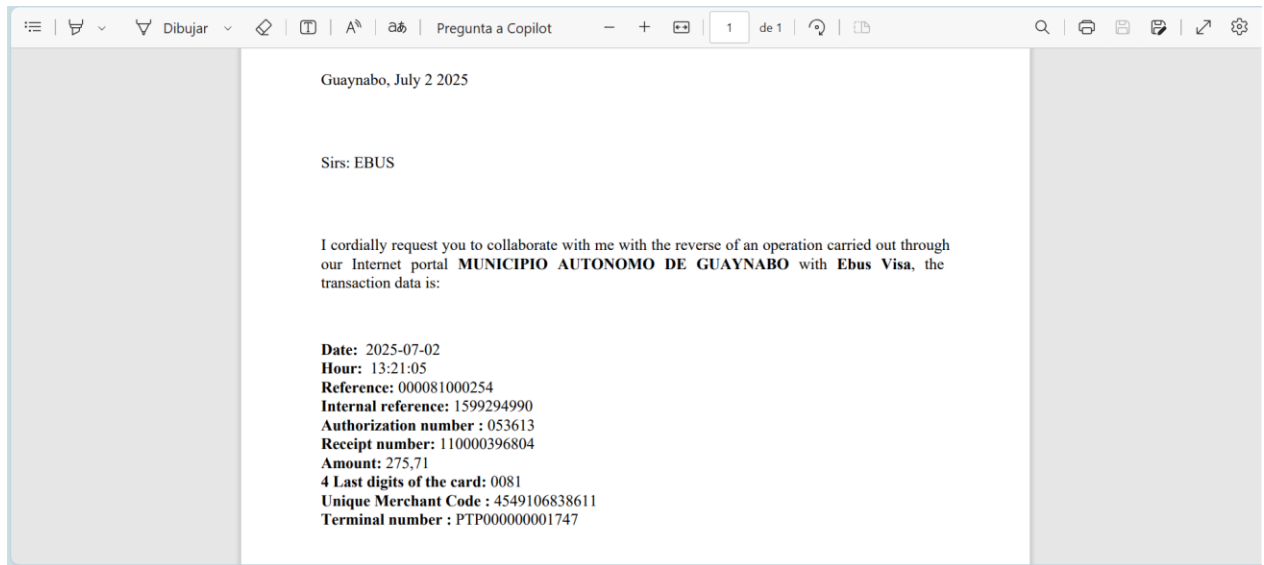 Dibujar
A
aあ
Pregunta a Copilot
1
de 1
Guaynabo, July 2 2025
Sirs: EBUS
I cordially request you to collaborate with me with the reverse of an operation carried out through
our Internet portal MUNICIPIO AUTONOMO DE GUAYNABO with Ebus Visa, the
transaction data is:
Date: 2025-07-02
Hour: 13:21:05
Reference: 000081000254
Internal reference: 1599294990
Authorization number : 053613
Receipt number: 110000396804
Amount: 275,71
4 Last digits of the card: 0081
Unique Merchant Code : 4549106838611
Terminal number : PTP000000001747